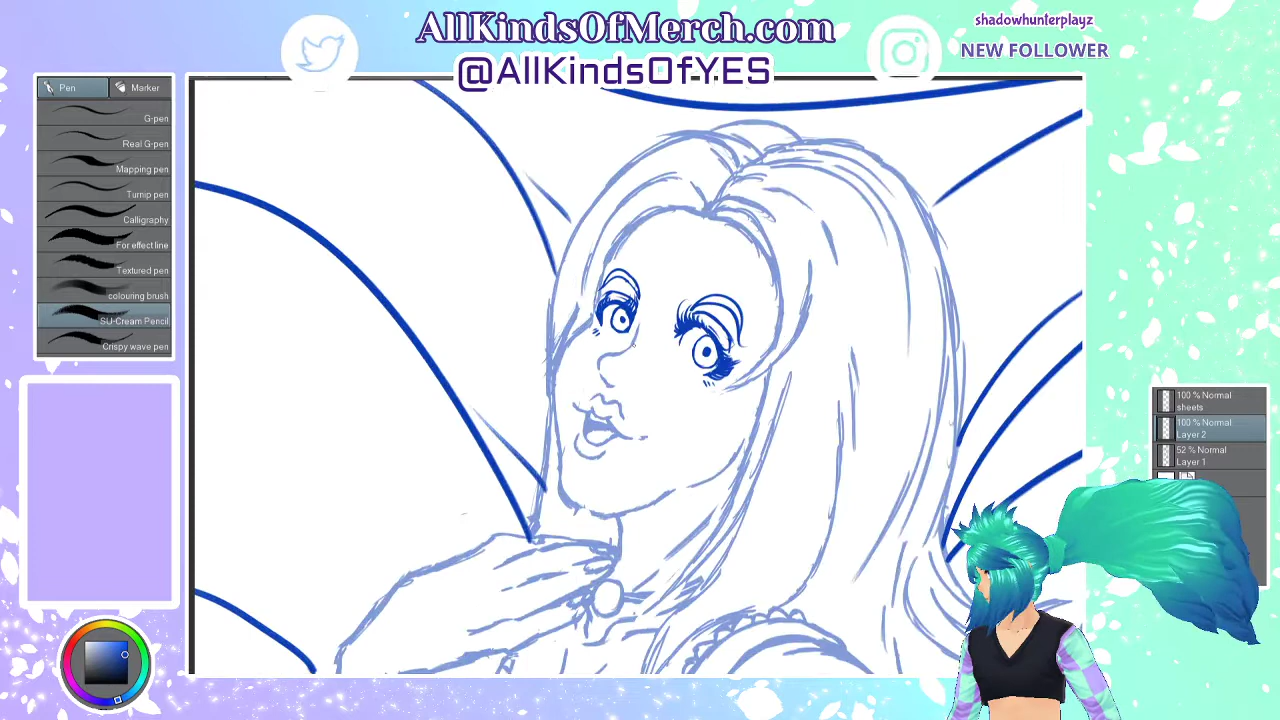 AllKindsOfMerch.com
@AllKindsOfYES
shadowhunterplayz
NEW FOLLOWER
Pen
Marker
G-pen
Real G-pen
Mapping pen
Turnip pen
Calligraphy
For effect line
Textured pen
colouring brush
SU-Cream Pencil
Crispy wave pen
100 % Normal
sheets
100 % Normal
Layer 2
52 % Normal
Layer 1